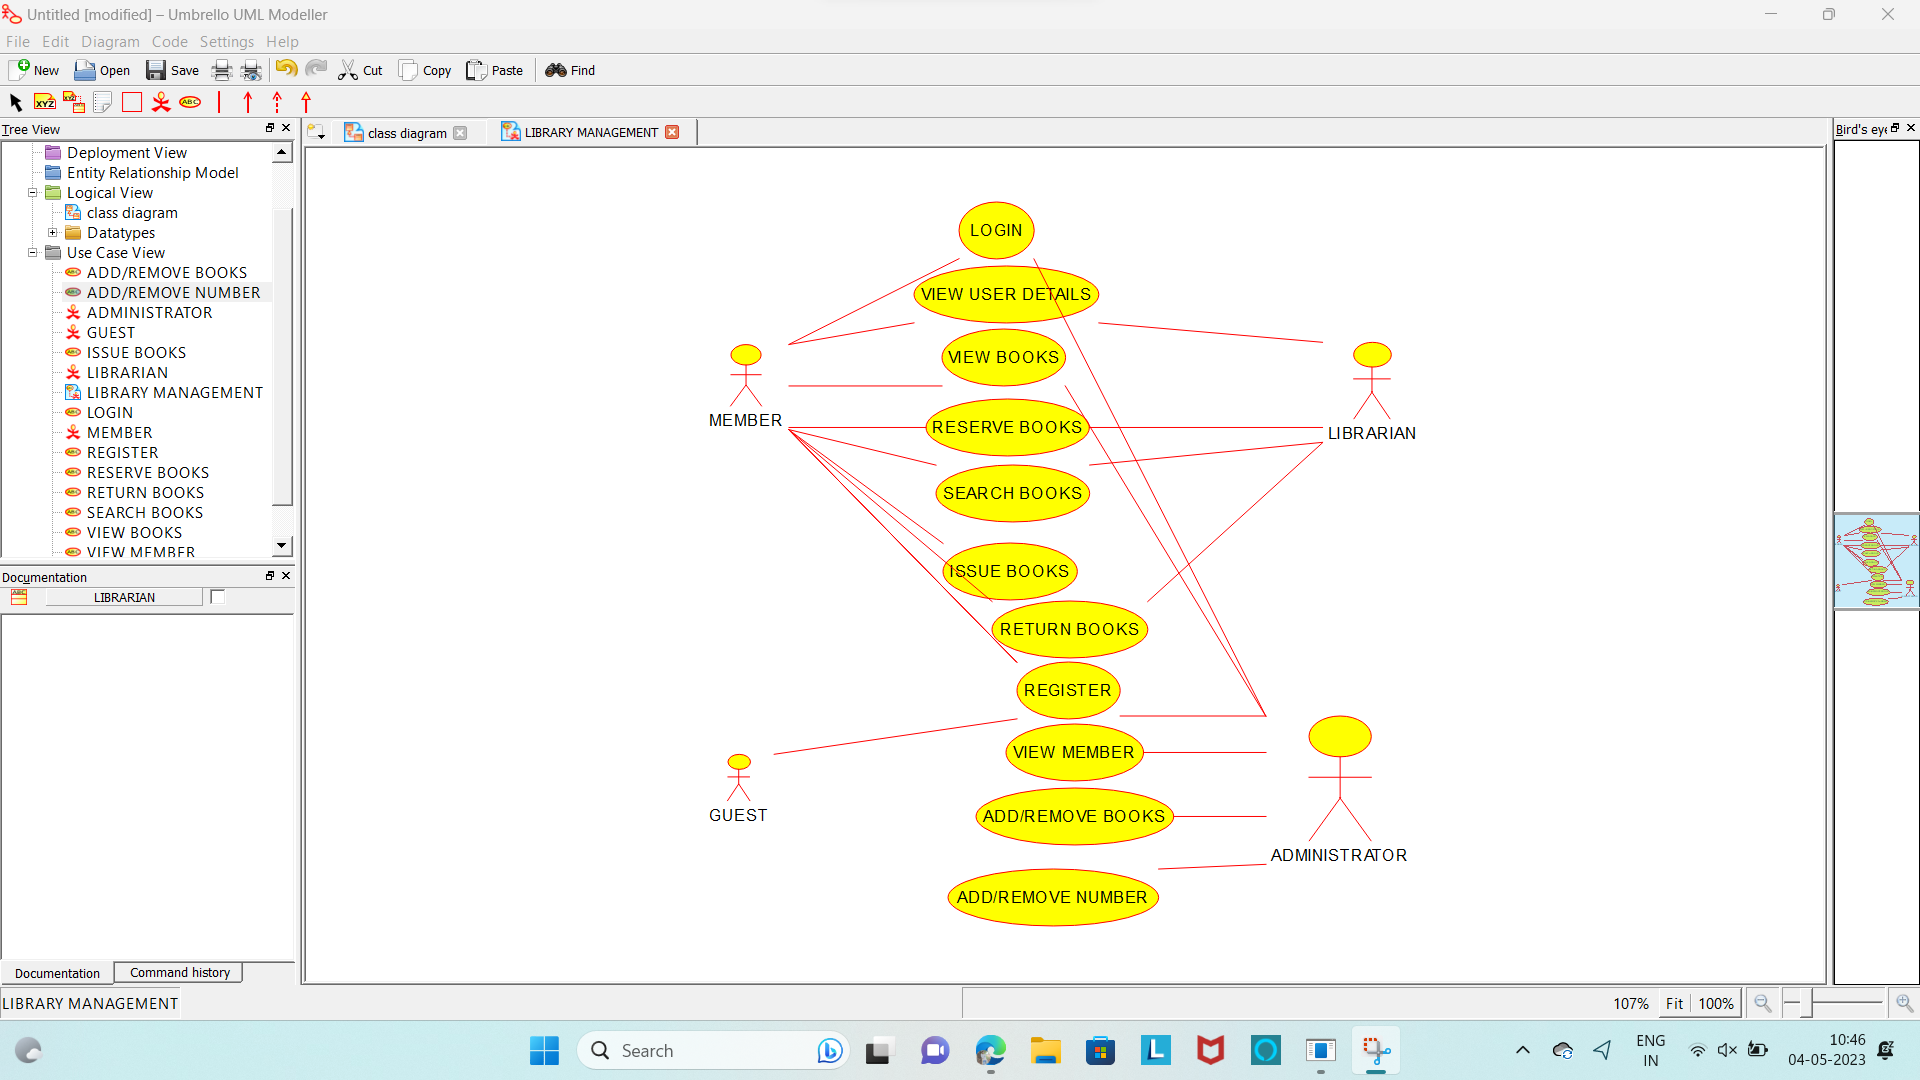 Untitled [modified] – Umbrello UML Modeller
File Edit Diagram Code Settings Help
New Open Save Cut Copy Paste Find
XYZ XYZ ABC
Tree View
class diagram LIBRARY MANAGEMENT
Bird's eye
Deployment View
Entity Relationship Model
Logical View
class diagram
Datatypes
Use Case View
ADD/REMOVE BOOKS
ADD/REMOVE NUMBER
ADMINISTRATOR
GUEST
ISSUE BOOKS
LIBRARIAN
LIBRARY MANAGEMENT
LOGIN
MEMBER
REGISTER
RESERVE BOOKS
RETURN BOOKS
SEARCH BOOKS
VIEW BOOKS
VIEW MEMBER
Documentation
ABC LIBRARIAN
Documentation Command history
LOGIN
VIEW USER DETAILS
VIEW BOOKS
MEMBER
RESERVE BOOKS
LIBRARIAN
SEARCH BOOKS
ISSUE BOOKS
RETURN BOOKS
REGISTER
VIEW MEMBER
GUEST
ADD/REMOVE BOOKS
ADMINISTRATOR
ADD/REMOVE NUMBER
LIBRARY MANAGEMENT
107% Fit 100%
Search
L
ENG
IN
10:46
04-05-2023